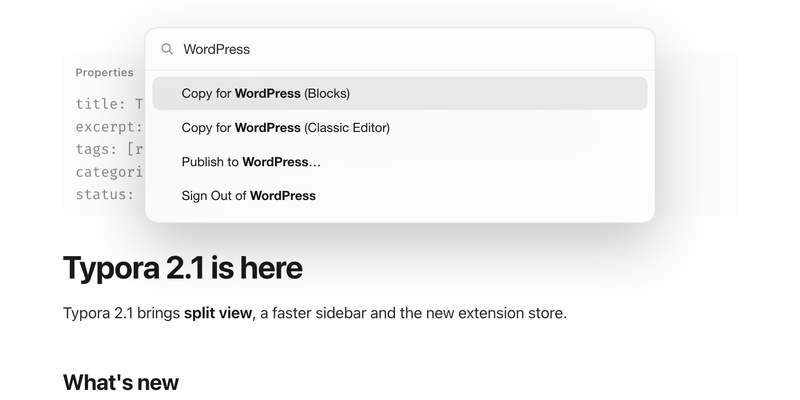 WordPress
Properties
Copy for WordPress (Blocks)
title: T
excerpt:
Copy for WordPress (Classic Editor)
tags: [r
Publish to WordPress...
categori
status:
Sign Out of WordPress
Typora 2.1 is here
Typora 2.1 brings split view, a faster sidebar and the new extension store.
What's new